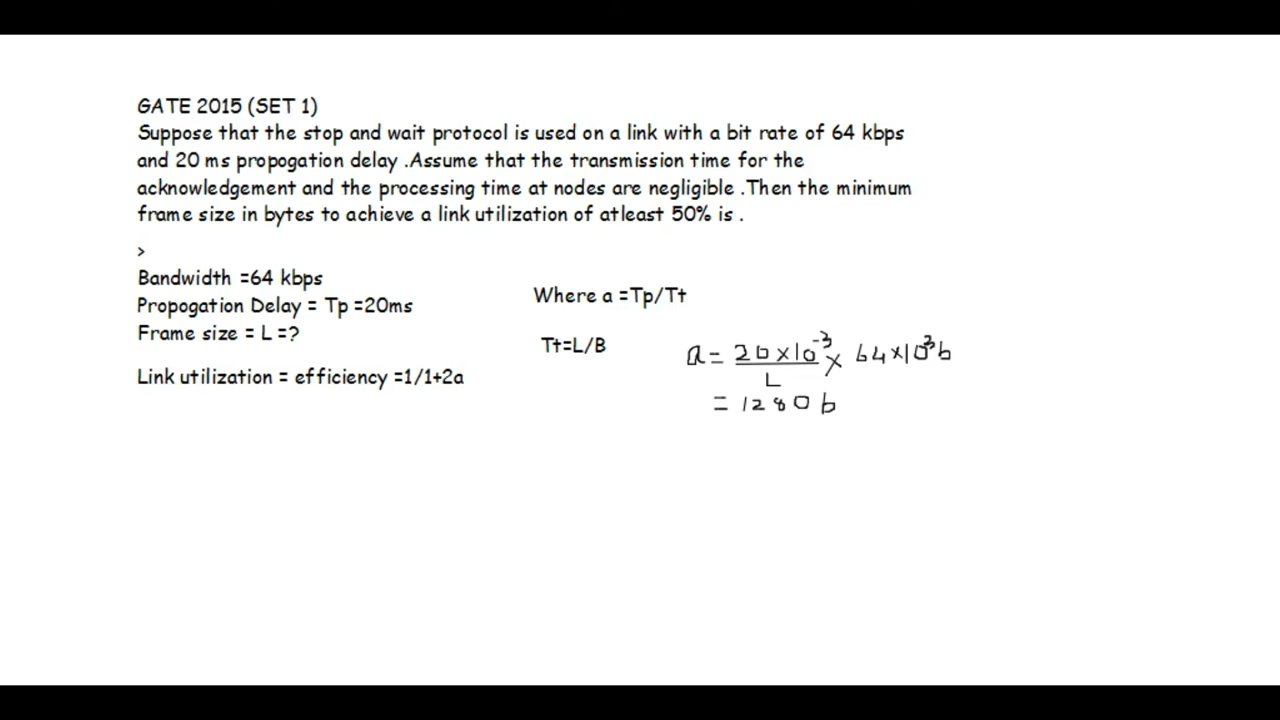 GATE 2015 (SET 1)
Suppose that the stop and wait protocol is used on a link with a bit rate of 64 kbps
and 20 ms propogation delay .Assume that the transmission time for the
acknowledgement and the processing time at nodes are negligible .Then the minimum
frame size in bytes to achieve a link utilization of atleast 50% is .
>
Bandwidth =64 kbps
Propogation Delay = Tp =20ms
Frame size = L =?
Link utilization = efficiency =1/1+2a
Where a =Tp/Tt
Tt=L/B
a = 20 x 10⁻³ / L x 64 x 10³ b
= 1280 b